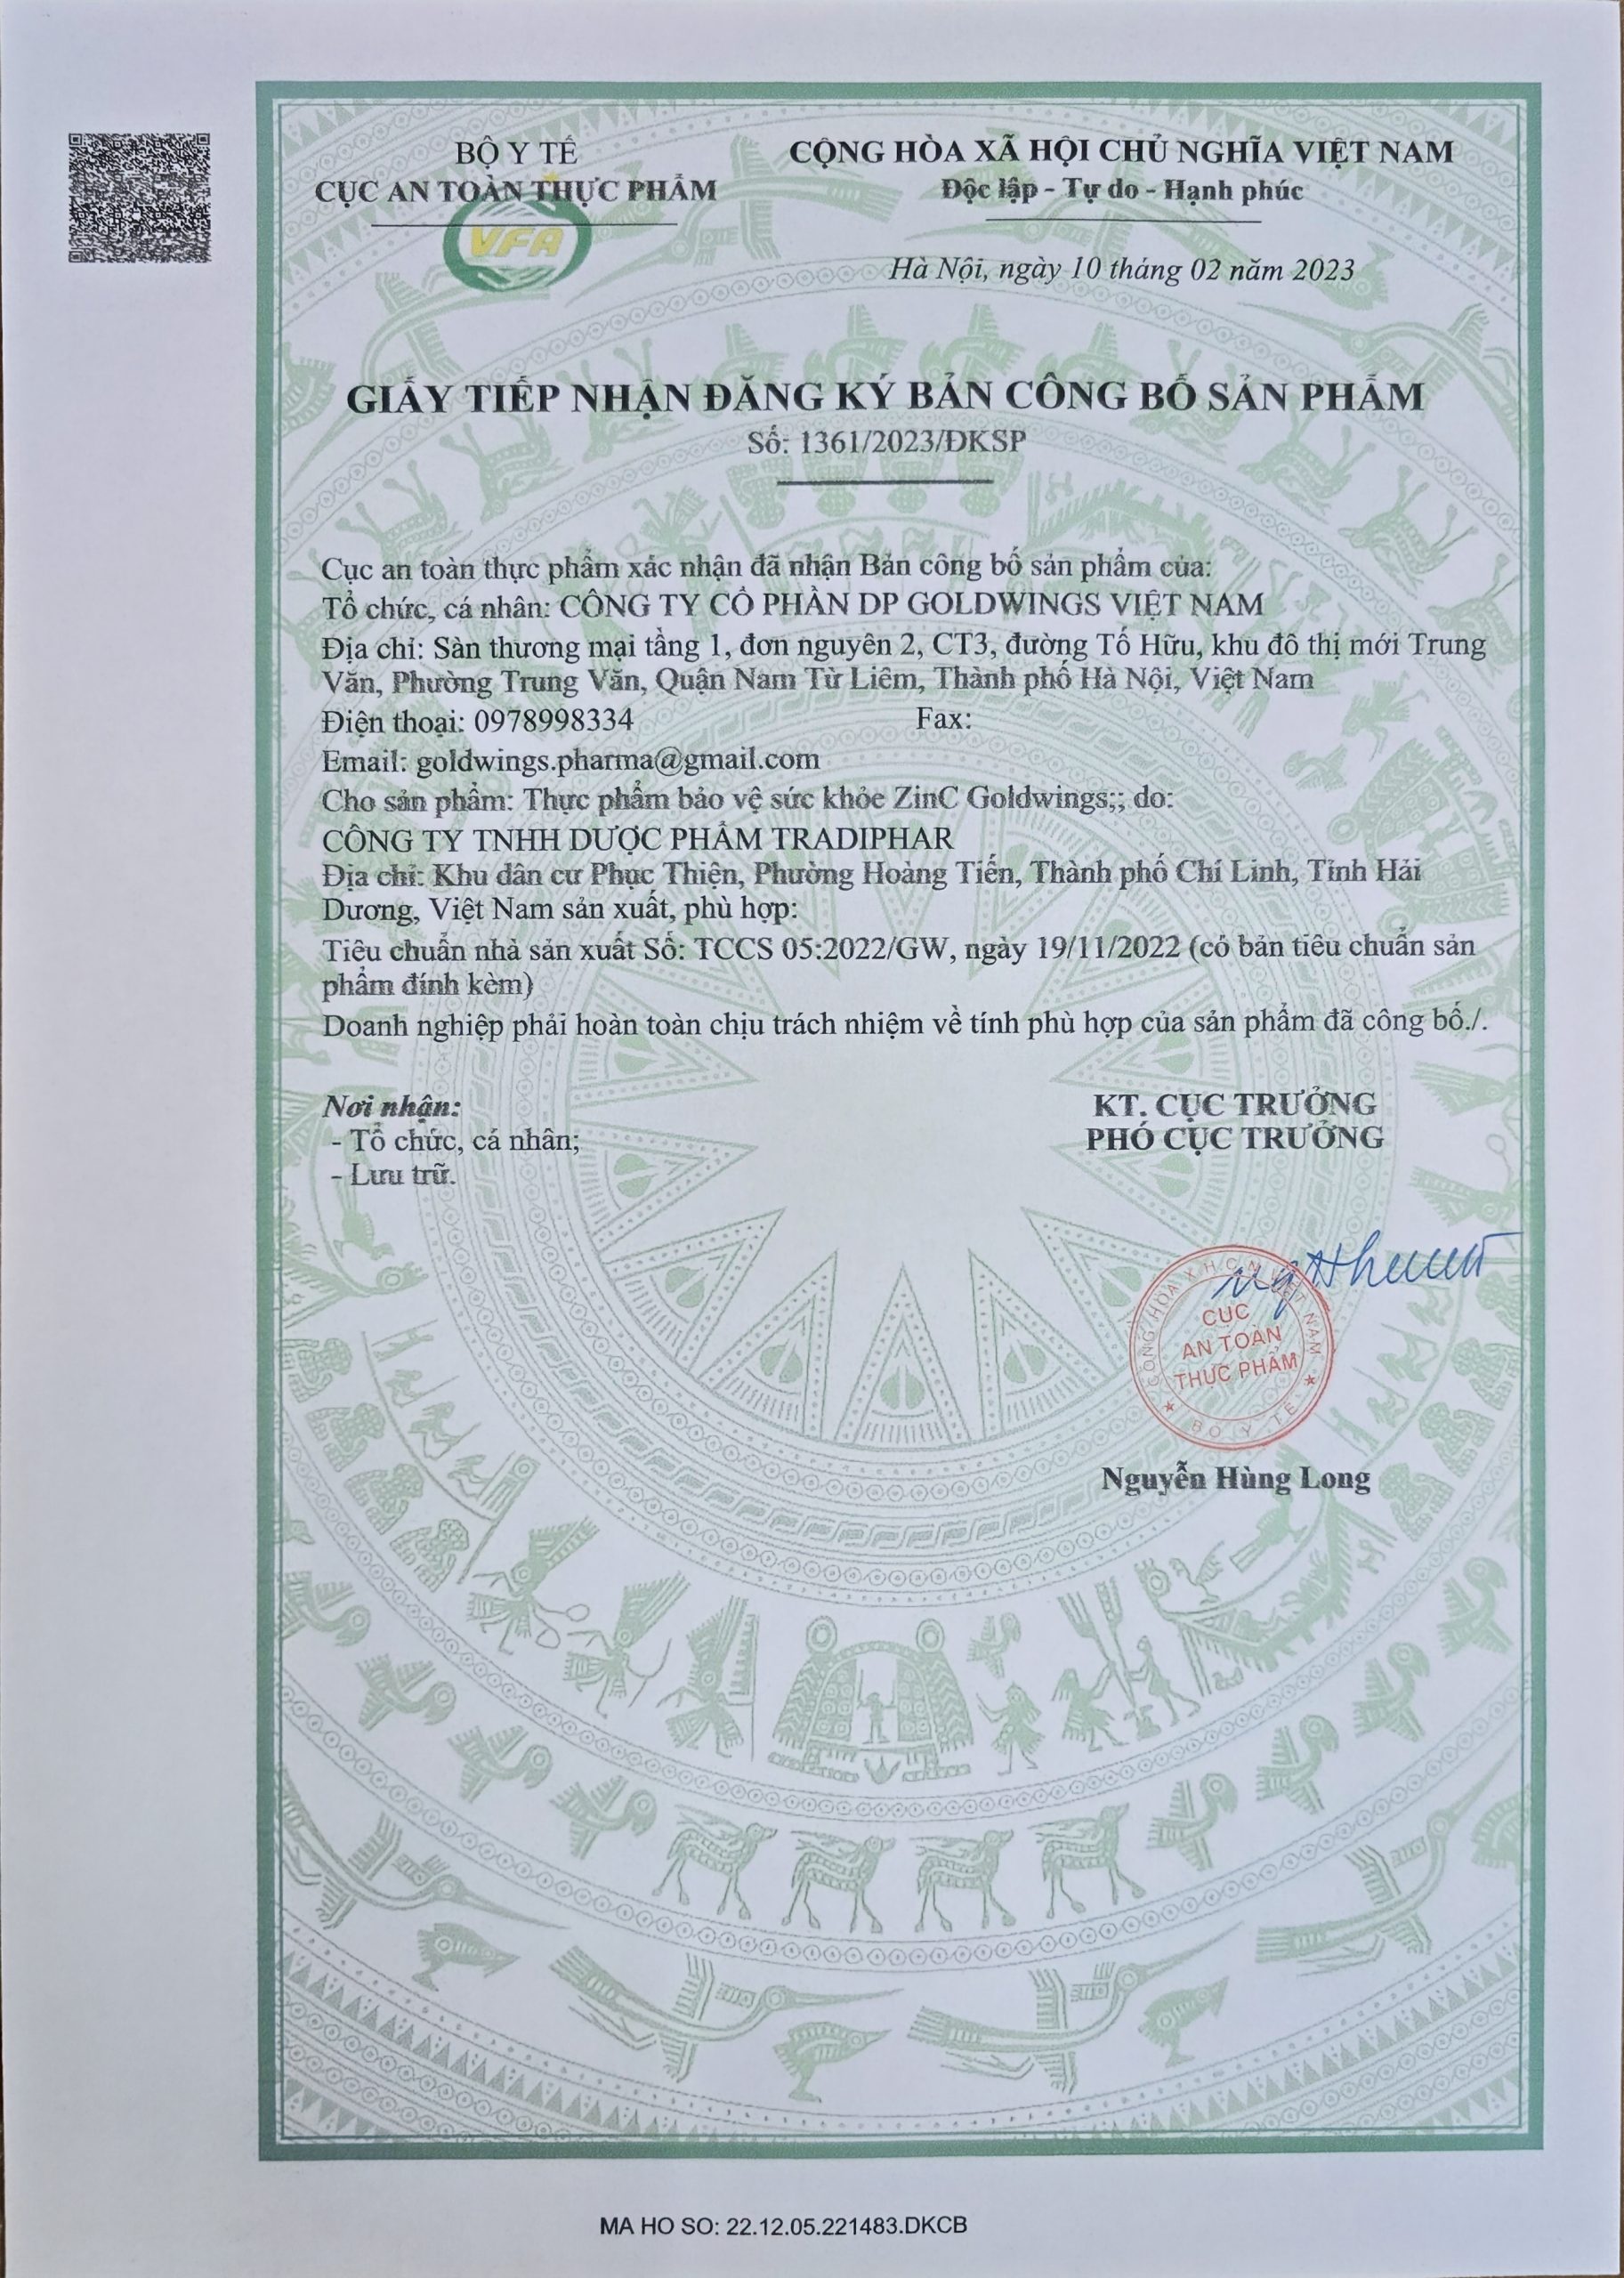 BỘ Y TẾ
CỤC AN TOÀN THỰC PHẨM
VFA
CỘNG HÒA XÃ HỘI CHỦ NGHĨA VIỆT NAM
Độc lập - Tự do - Hạnh phúc
Hà Nội, ngày 10 tháng 02 năm 2023
GIẤY TIẾP NHẬN ĐĂNG KÝ BẢN CÔNG BỐ SẢN PHẨM
Số: 1361/2023/ĐKSP
Cục an toàn thực phẩm xác nhận đã nhận Bản công bố sản phẩm của:
Tổ chức, cá nhân: CÔNG TY CỔ PHẦN DP GOLDWINGS VIỆT NAM
Địa chỉ: Sàn thương mại tầng 1, đơn nguyên 2, CT3, đường Tố Hữu, khu đô thị mới Trung
Văn, Phường Trung Văn, Quận Nam Từ Liêm, Thành phố Hà Nội, Việt Nam
Điện thoại: 0978998334 Fax:
Email: goldwings.pharma@gmail.com
Cho sản phẩm: Thực phẩm bảo vệ sức khỏe ZinC Goldwings;; do:
CÔNG TY TNHH DƯỢC PHẨM TRADIPHAR
Địa chỉ: Khu dân cư Phục Thiện, Phường Hoàng Tiến, Thành phố Chí Linh, Tỉnh Hải
Dương, Việt Nam sản xuất, phù hợp:
Tiêu chuẩn nhà sản xuất Số: TCCS 05:2022/GW, ngày 19/11/2022 (có bản tiêu chuẩn sản
phẩm đính kèm)
Doanh nghiệp phải hoàn toàn chịu trách nhiệm về tính phù hợp của sản phẩm đã công bố./.
Nơi nhận:
- Tổ chức, cá nhân;
- Lưu trữ.
KT. CỤC TRƯỞNG
PHÓ CỤC TRƯỞNG
CỘNG HÒA X.H.C.N VIỆT NAM
CỤC
AN TOÀN
THỰC PHẨM
★ BỘ Y TẾ ★
Nguyễn Hùng Long
MA HO SO: 22.12.05.221483.DKCB